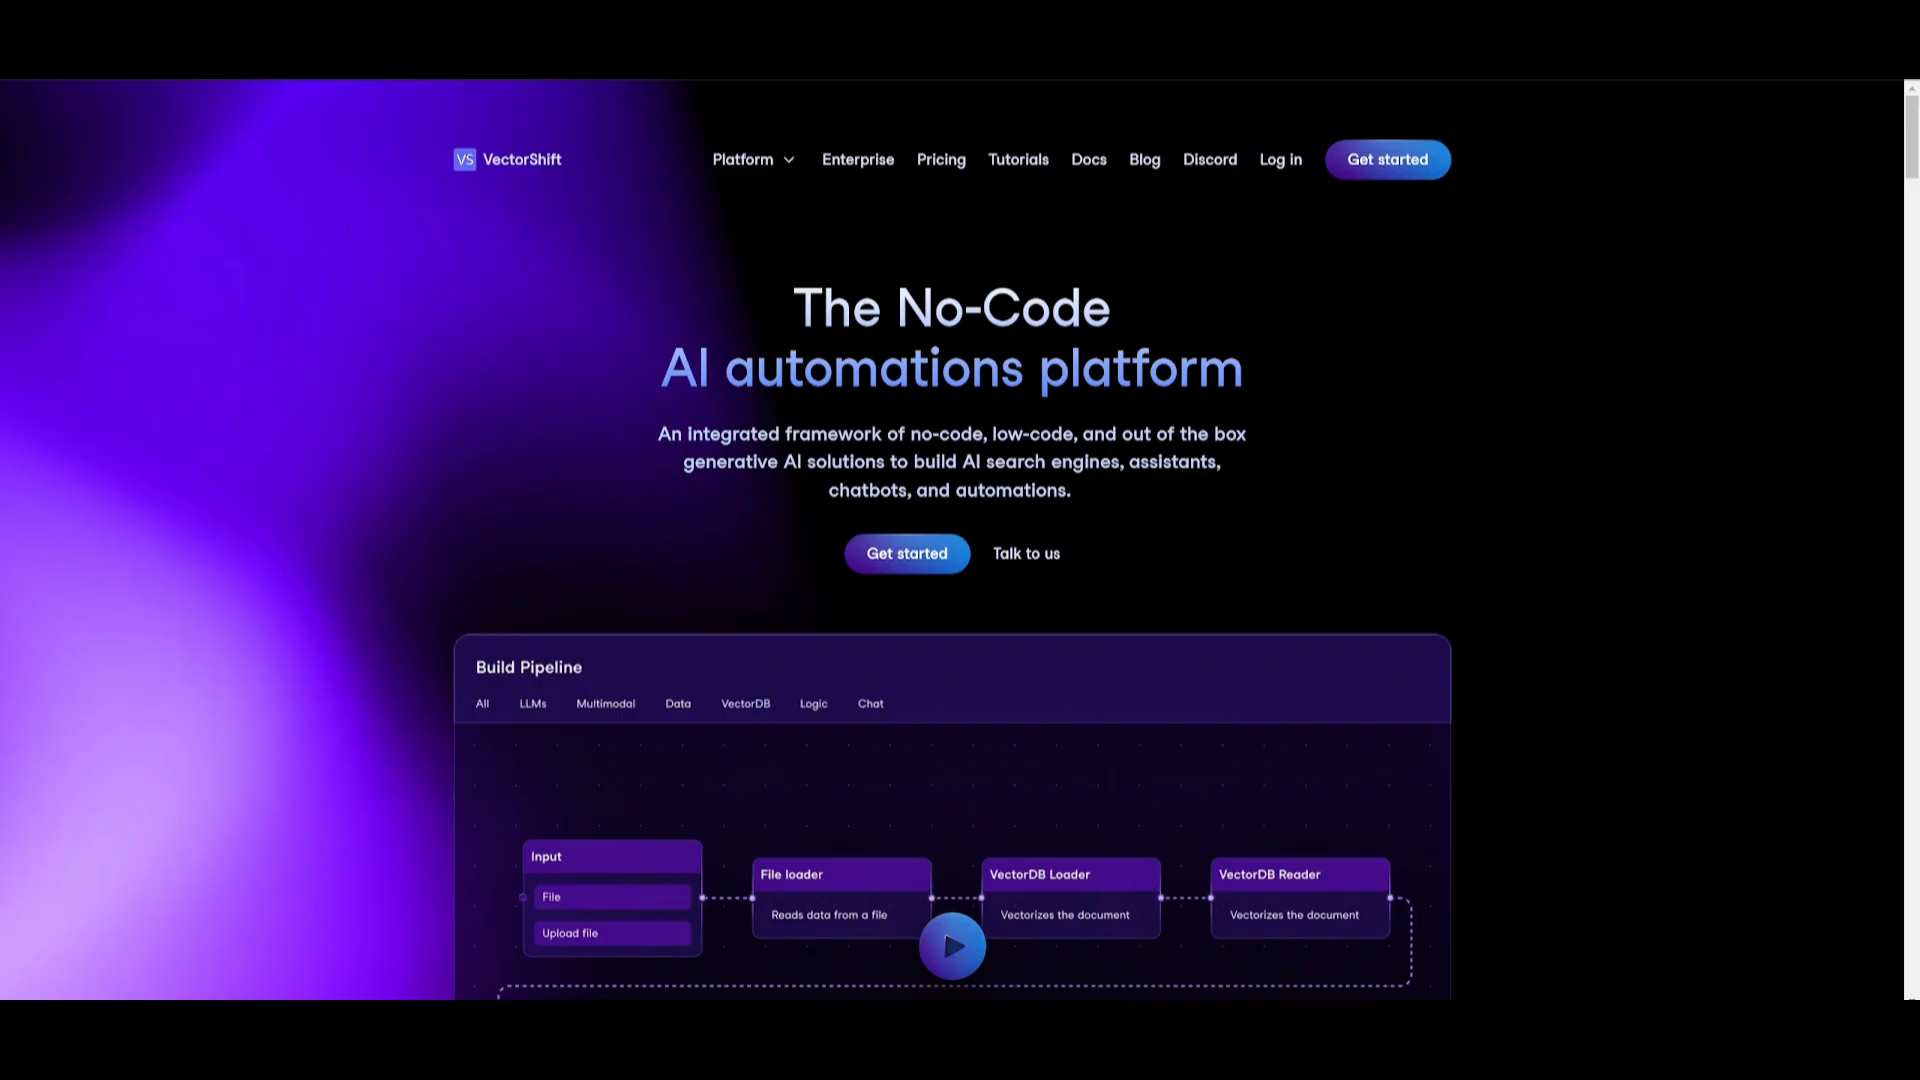 VS VectorShift
Platform Enterprise Pricing Tutorials Docs Blog Discord Log in Get started
The No-Code
AI automations platform
An integrated framework of no-code, low-code, and out of the box
generative AI solutions to build AI search engines, assistants,
chatbots, and automations.
Get started Talk to us
Build Pipeline
All LLMs Multimodal Data VectorDB Logic Chat
Input
File
Upload file
File loader
Reads data from a file
VectorDB Loader
Vectorizes the document
VectorDB Reader
Vectorizes the document